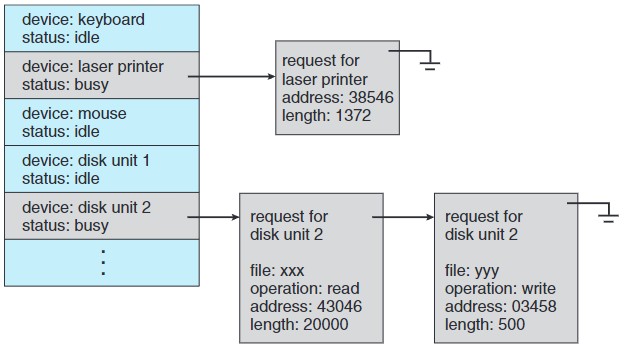 device: keyboard
status: idle
device: laser printer
status: busy
device: mouse
status: idle
device: disk unit 1
status: idle
device: disk unit 2
status: busy
request for
laser printer
address: 38546
length: 1372
request for
disk unit 2
file: xxx
operation: read
address: 43046
length: 20000
request for
disk unit 2
file: yyy
operation: write
address: 03458
length: 500